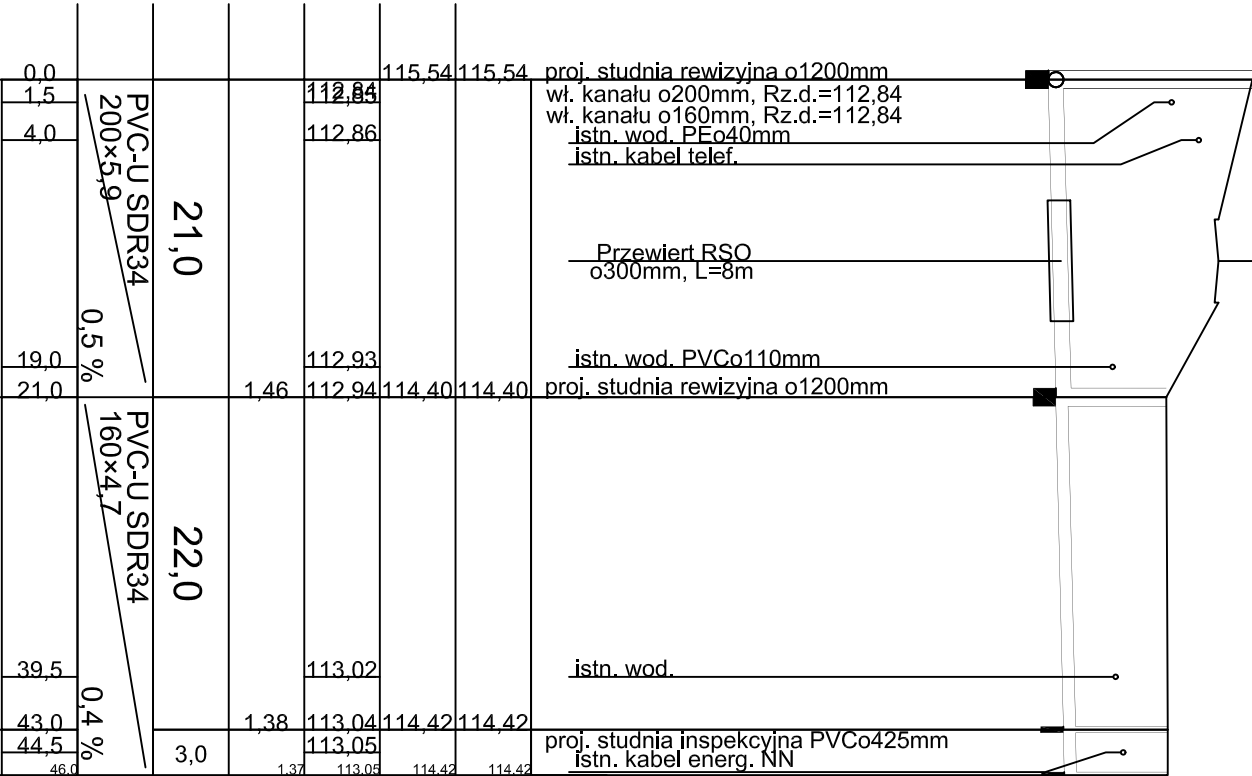 0,0 115,54 115,54 proj. studnia rewizyjna o1200mm
112,84
1,5 112,85 wł. kanału o200mm, Rz.d.=112,84
wł. kanału o160mm, Rz.d.=112,84
4,0 112,86 istn. wod. PEo40mm
istn. kabel telef.
PVC-U SDR34
200×5,9
21,0
Przewiert RSO
o300mm, L=8m
0,5 %
19,0 112,93 istn. wod. PVCo110mm
21,0 1,46 112,94 114,40 114,40 proj. studnia rewizyjna o1200mm
PVC-U SDR34
160×4,7
22,0
39,5 113,02 istn. wod.
0,4 %
43,0 1,38 113,04 114,42 114,42
proj. studnia inspekcyjna PVCo425mm
44,5 3,0 113,05 istn. kabel energ. NN
46,0 1,37 113,05 114,42 114,42